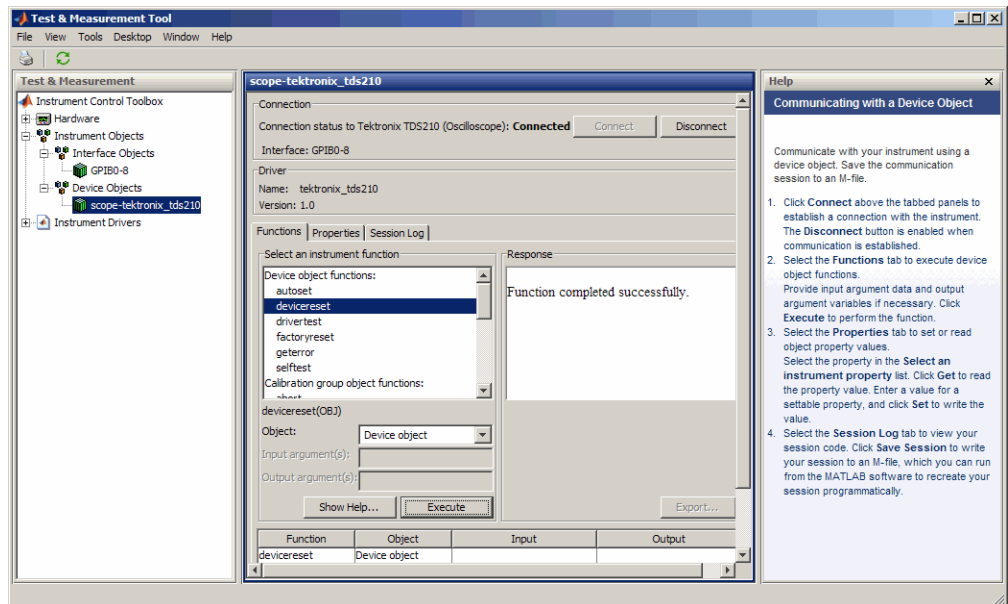 Test & Measurement Tool
File View Tools Desktop Window Help
Test & Measurement
Instrument Control Toolbox
Hardware
Instrument Objects
Interface Objects
GPIB0-8
Device Objects
scope-tektronix_tds210
Instrument Drivers
scope-tektronix_tds210
Connection
Connection status to Tektronix TDS210 (Oscilloscope): Connected Connect Disconnect
Interface: GPIB0-8
Driver
Name: tektronix_tds210
Version: 1.0
Functions Properties Session Log
Select an instrument function
Device object functions:
autoset
devicereset
drivertest
factoryreset
geterror
selftest
Calibration group object functions:
abort
devicereset(OBJ)
Object: Device object
Input argument(s):
Output argument(s):
Show Help... Execute
Response
Function completed successfully.
Export...
Function Object Input Output
devicereset Device object
Help
Communicating with a Device Object
Communicate with your instrument using a
device object. Save the communication
session to an M-file.
1. Click Connect above the tabbed panels to
establish a connection with the instrument.
The Disconnect button is enabled when
communication is established.
2. Select the Functions tab to execute device
object functions.
Provide input argument data and output
argument variables if necessary. Click
Execute to perform the function.
3. Select the Properties tab to set or read
object property values.
Select the property in the Select an
instrument property list. Click Get to read
the property value. Enter a value for a
settable property, and click Set to write the
value.
4. Select the Session Log tab to view your
session code. Click Save Session to write
your session to an M-file, which you can run
from the MATLAB software to recreate your
session programmatically.